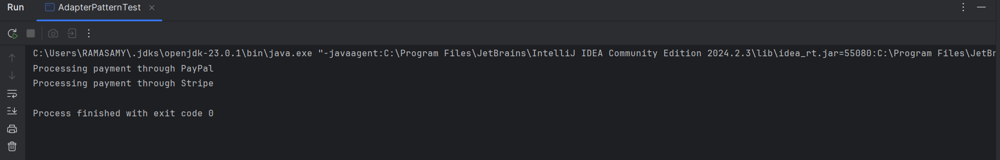 Run AdapterPatternTest
C:\Users\RAMASAMY\.jdks\openjdk-23.0.1\bin\java.exe "-javaagent:C:\Program Files\JetBrains\IntelliJ IDEA Community Edition 2024.2.3\lib\idea_rt.jar=55080:C:\Program Files\JetBr
Processing payment through PayPal
Processing payment through Stripe
Process finished with exit code 0